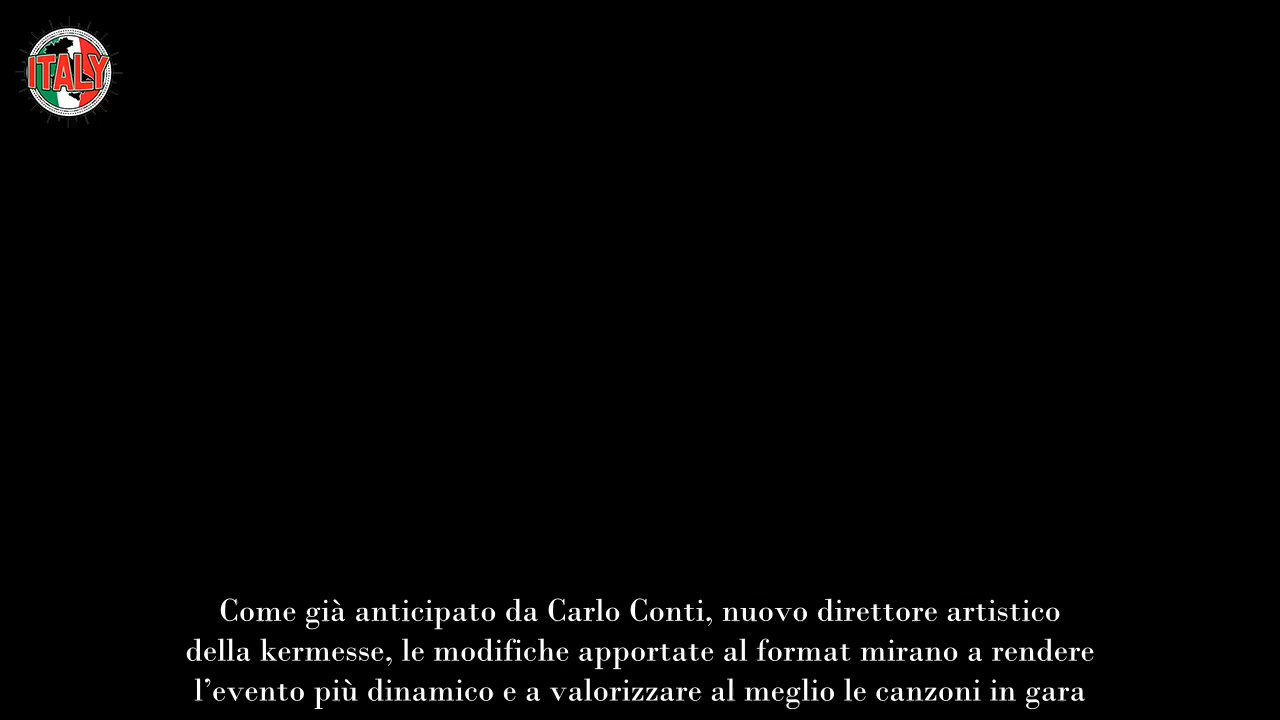 ITALY
Come già anticipato da Carlo Conti, nuovo direttore artistico
della kermesse, le modifiche apportate al format mirano a rendere
l’evento più dinamico e a valorizzare al meglio le canzoni in gara